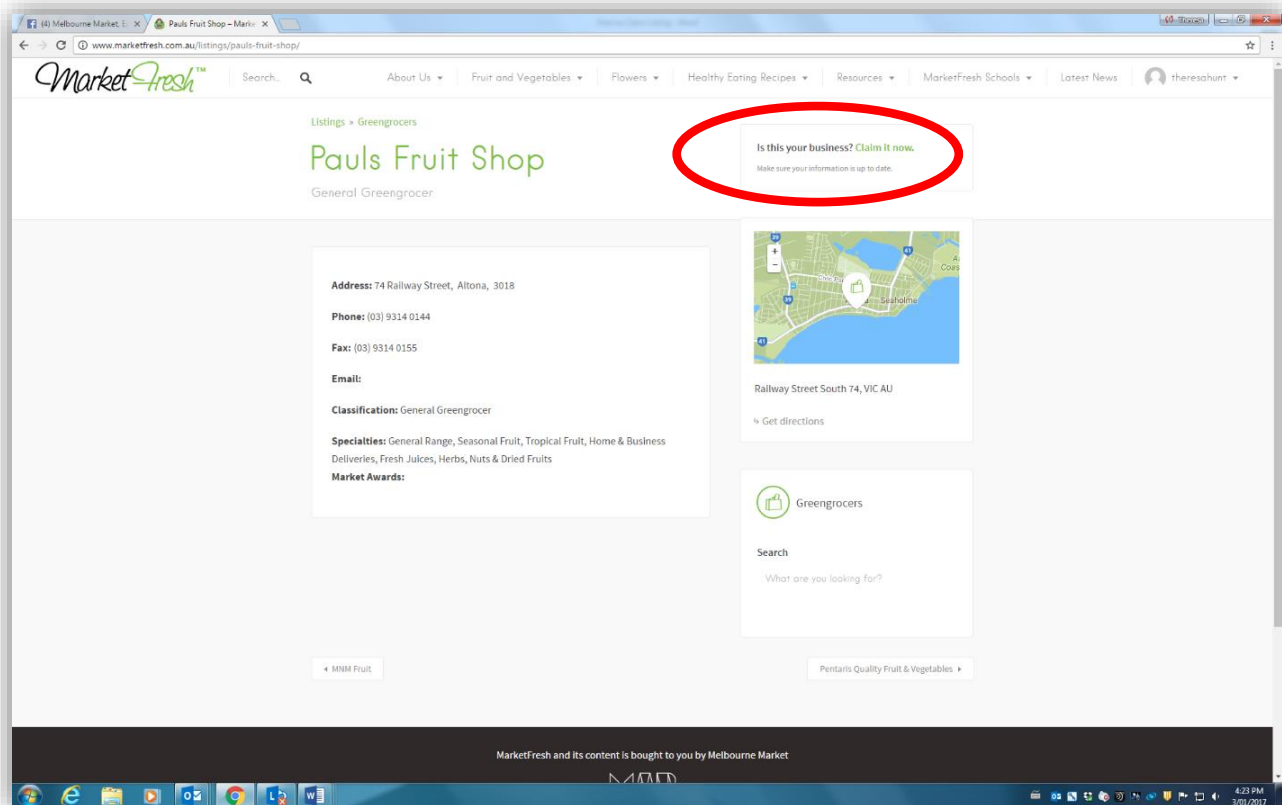 (4) Melbourne Market, E
Pauls Fruit Shop – Marke
www.marketfresh.com.au/listings/pauls-fruit-shop/
MarketFresh™
Search..
About Us
Fruit and Vegetables
Flowers
Healthy Eating Recipes
Resources
MarketFresh Schools
Latest News
theresahunt
Listings » Greengrocers
Pauls Fruit Shop
General Greengrocer
Is this your business? Claim it now.
Make sure your information is up to date.
Address: 74 Railway Street, Altona, 3018
Phone: (03) 9314 0144
Fax: (03) 9314 0155
Email:
Classification: General Greengrocer
Specialties: General Range, Seasonal Fruit, Tropical Fruit, Home & Business
Deliveries, Fresh Juices, Herbs, Nuts & Dried Fruits
Market Awards:
39
41
+
−
39
Seaholme
41
Railway Street South 74, VIC AU
Get directions
Greengrocers
Search
What are you looking for?
MNM Fruit
Pentaris Quality Fruit & Vegetables
MarketFresh and its content is bought to you by Melbourne Market
4:23 PM
3/01/2017